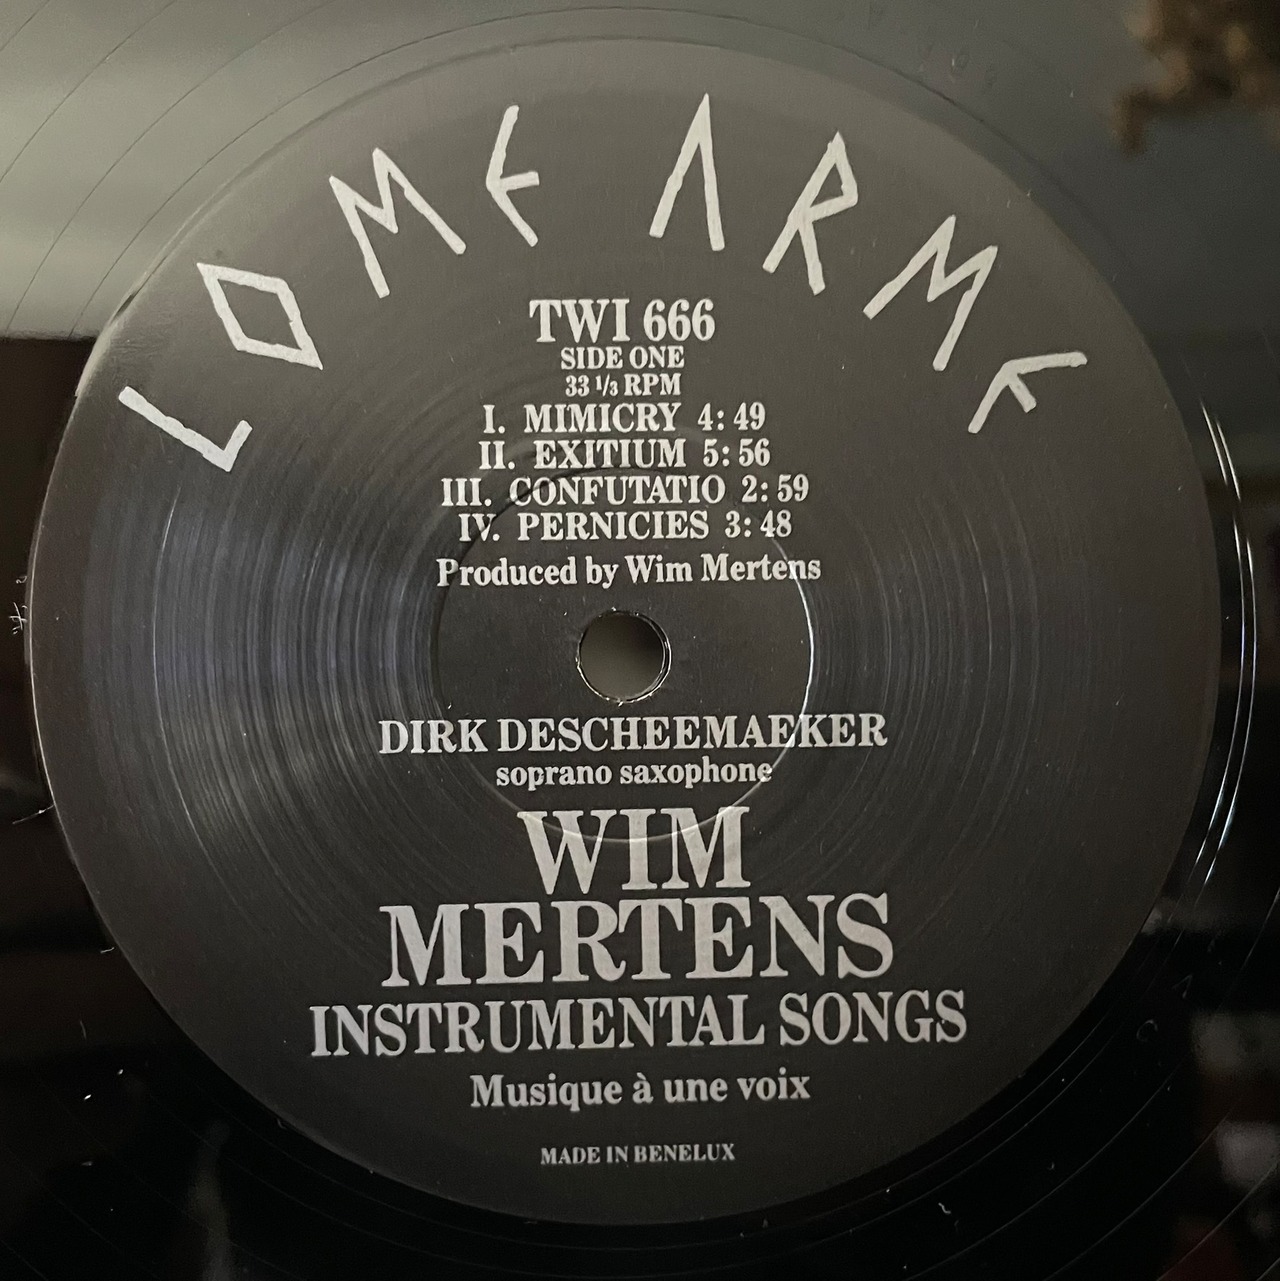 LOME ARME
TWI 666
SIDE ONE
33 1/3 RPM
I. MIMICRY 4:49
II. EXITIUM 5:56
III. CONFUTATIO 2:59
IV. PERNICIES 3:48
Produced by Wim Mertens
DIRK DESCHEEMAEKER
soprano saxophone
WIM
MERTENS
INSTRUMENTAL SONGS
Musique à une voix
MADE IN BENELUX